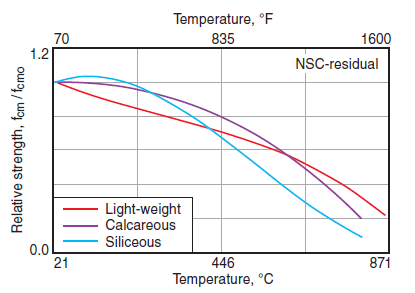 Temperature, °F
70 835 1600
1.2
NSC-residual
Relative strength, fcm / fcmo
Light-weight
Calcareous
Siliceous
0.0
21 446 871
Temperature, °C